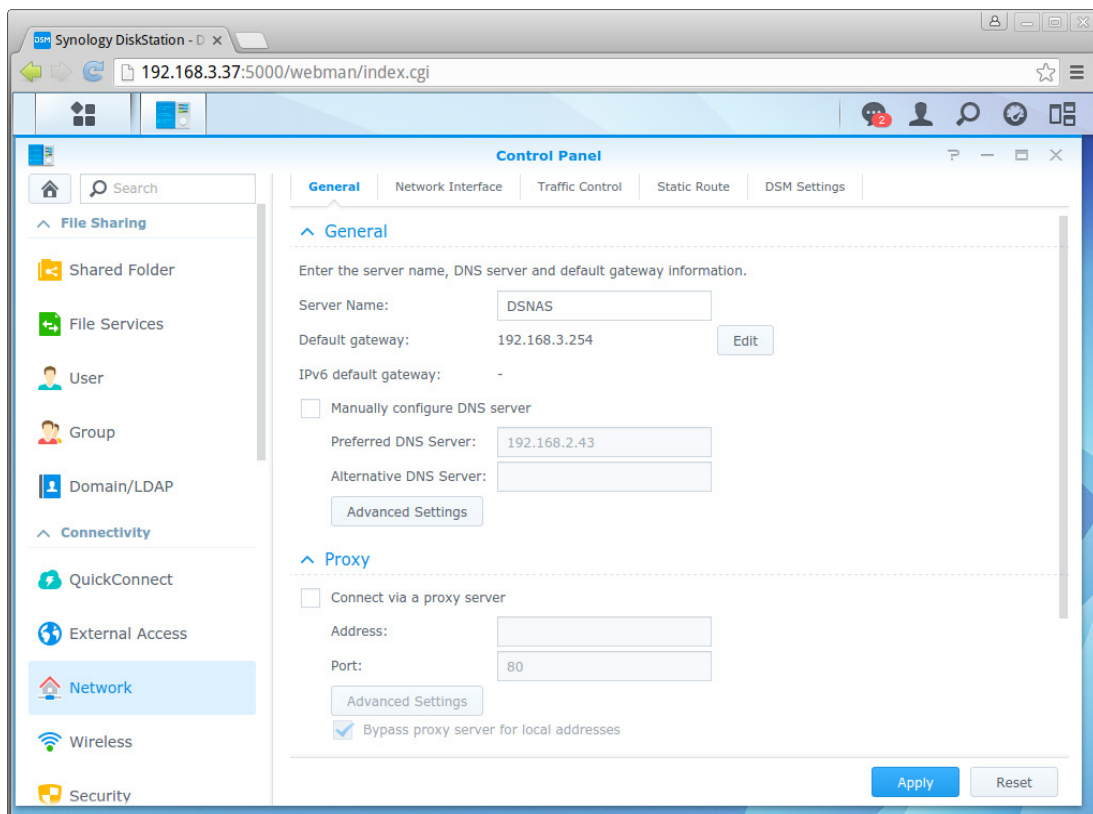 DSM Synology DiskStation - D
192.168.3.37:5000/webman/index.cgi
2
Control Panel
Search
General Network Interface Traffic Control Static Route DSM Settings
File Sharing
Shared Folder
File Services
User
Group
Domain/LDAP
Connectivity
QuickConnect
External Access
Network
Wireless
Security
General
Enter the server name, DNS server and default gateway information.
Server Name: DSNAS
Default gateway: 192.168.3.254 Edit
IPv6 default gateway: -
Manually configure DNS server
Preferred DNS Server: 192.168.2.43
Alternative DNS Server:
Advanced Settings
Proxy
Connect via a proxy server
Address:
Port: 80
Advanced Settings
Bypass proxy server for local addresses
Apply Reset